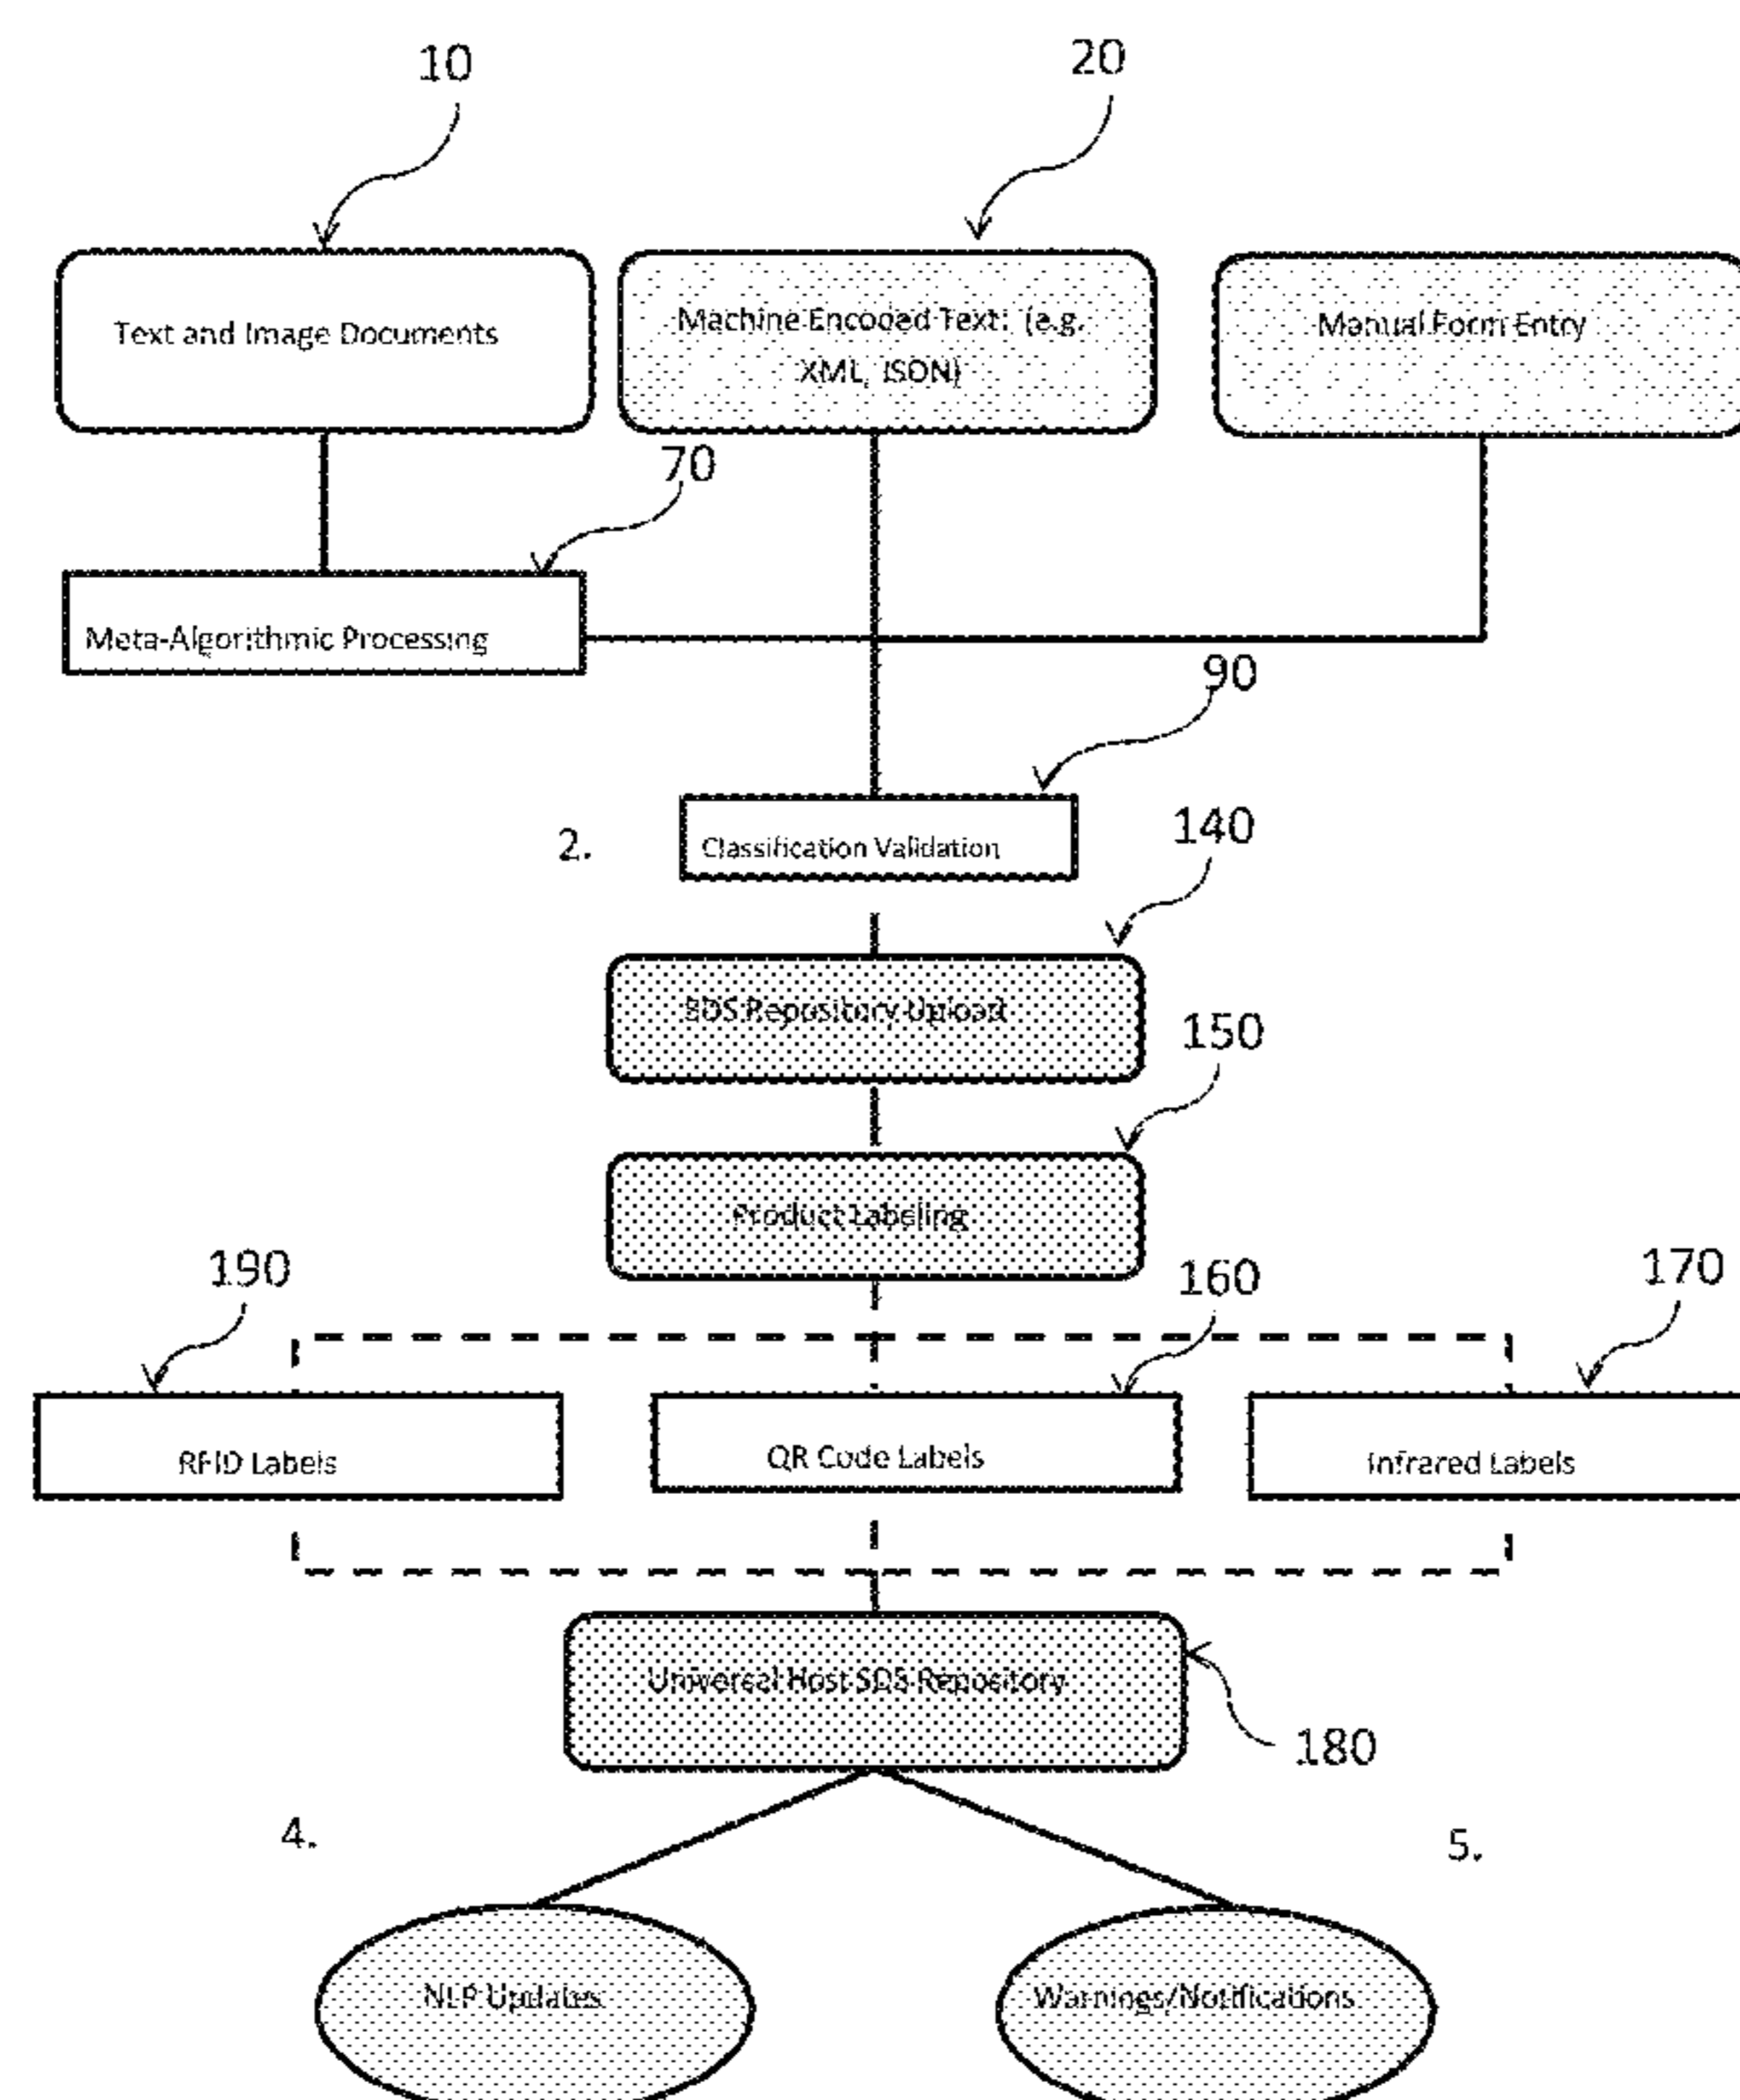 10
20
Text and Image Documents
Machine Encoded Text: (e.g.
XML, JSON)
Manual Form Entry
70
Meta-Algorithmic Processing
90
2.
Classification Validation
140
SDS Repository Upload
150
Product Labeling
190
160
170
RFID Labels
QR Code Labels
Infrared Labels
Universal Host SDS Repository
180
4.
5.
NLP Updates
Warnings/Notifications